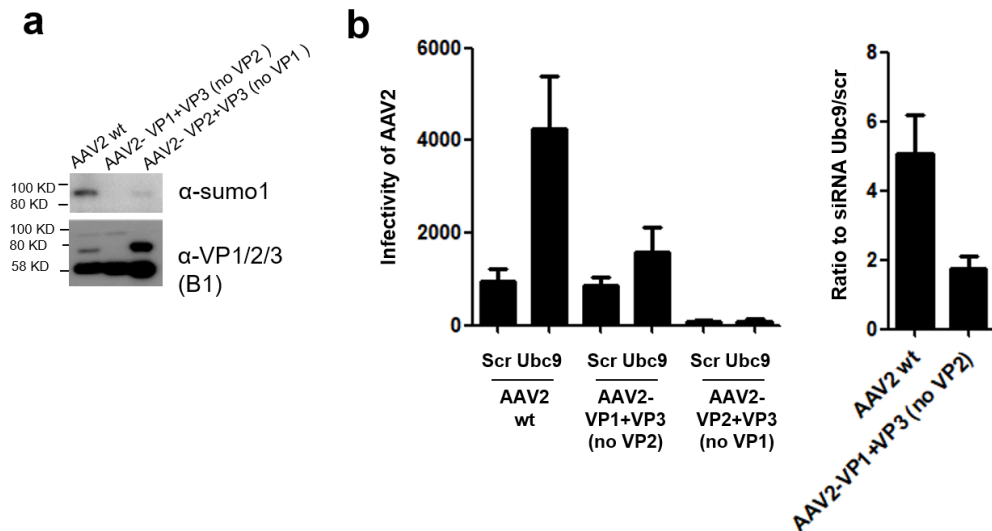 a
AAV2 wt
AAV2- VP1+VP3 (no VP2 )
AAV2- VP2+VP3 (no VP1 )
100 KD
80 KD
α-sumo1
100 KD
80 KD
58 KD
α-VP1/2/3
(B1)
b
Infectivity of AAV2
6000
4000
2000
0
Scr Ubc9 Scr Ubc9 Scr Ubc9
AAV2
wt
AAV2-
VP1+VP3
(no VP2)
AAV2-
VP2+VP3
(no VP1)
Ratio to siRNA Ubc9/scr
8
6
4
2
0
AAV2 wt
AAV2-VP1+VP3 (no VP2)